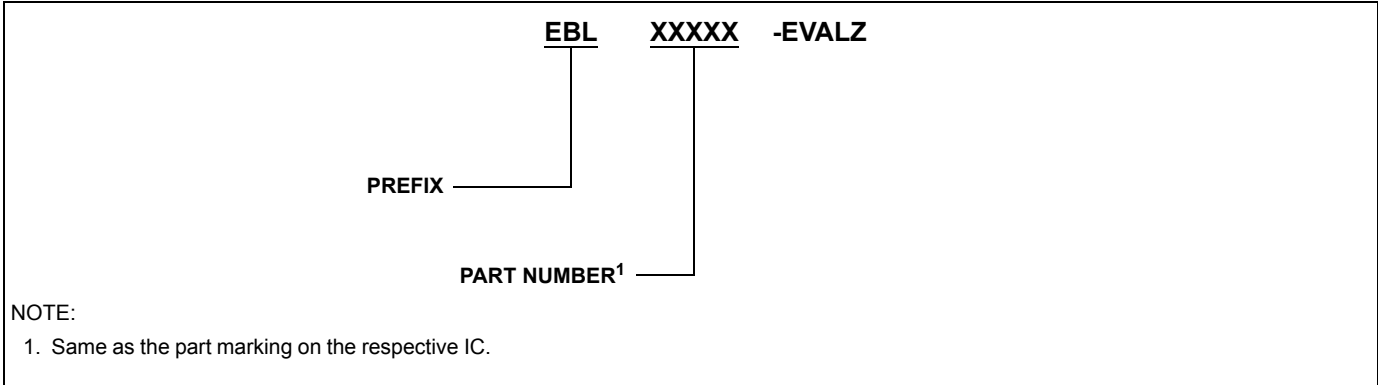 EBL XXXXX -EVALZ
PREFIX
PART NUMBER1
NOTE:
1. Same as the part marking on the respective IC.